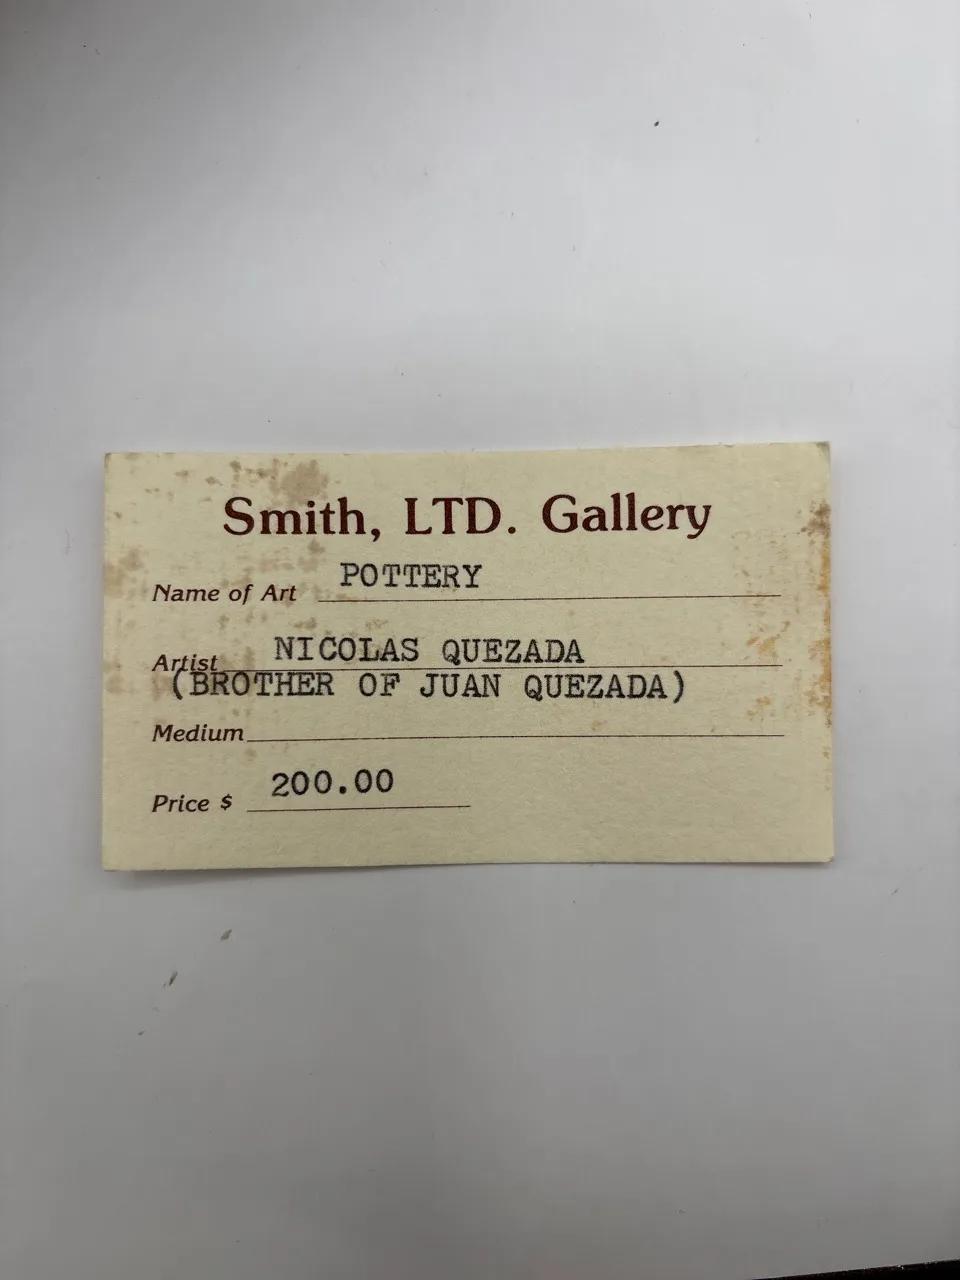 Smith, LTD. Gallery
Name of Art POTTERY
Artist NICOLAS QUEZADA
(BROTHER OF JUAN QUEZADA)
Medium
Price $ 200.00